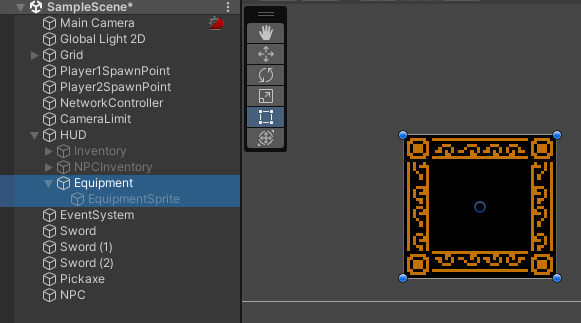 SampleScene*
Main Camera
Global Light 2D
Grid
Player1SpawnPoint
Player2SpawnPoint
NetworkController
CameraLimit
HUD
Inventory
NPCInventory
Equipment
EquipmentSprite
EventSystem
Sword
Sword (1)
Sword (2)
Pickaxe
NPC